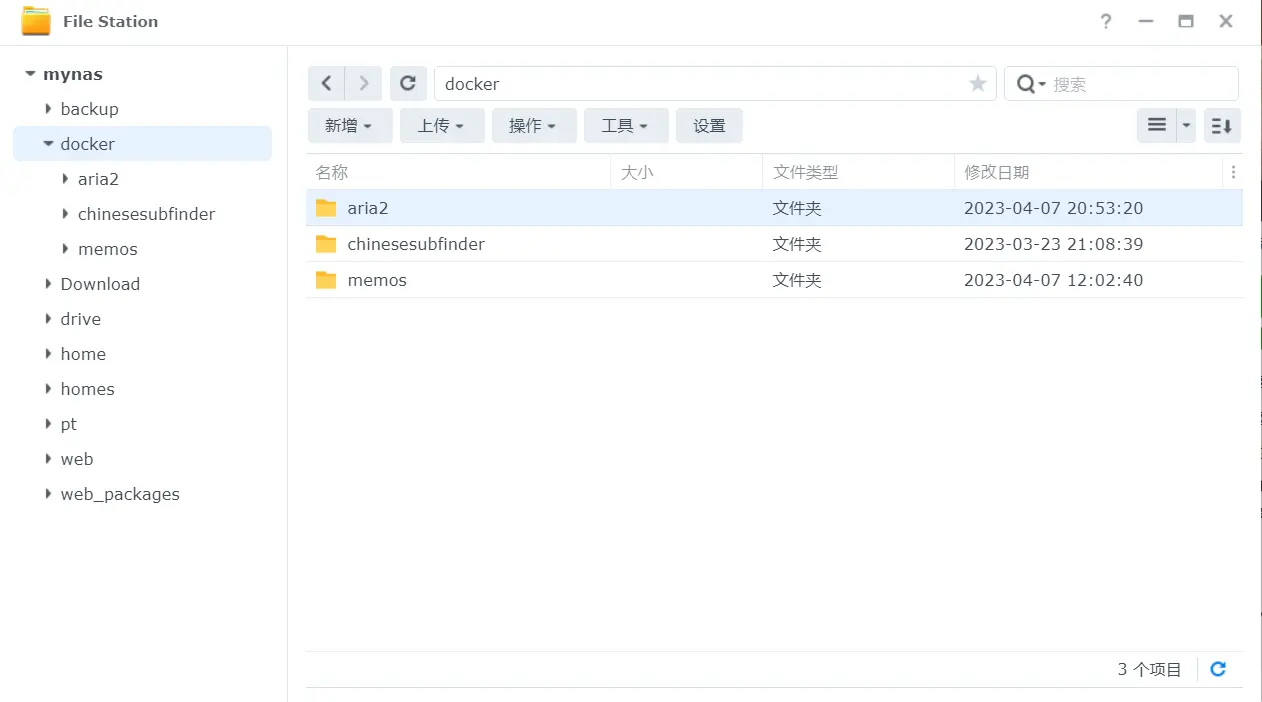 File Station
mynas
backup
docker
aria2
chinesesubfinder
memos
Download
drive
home
homes
pt
web
web_packages
docker
搜索
新增 上传 操作 工具 设置
名称 大小 文件类型 修改日期
aria2 文件夹 2023-04-07 20:53:20
chinesesubfinder 文件夹 2023-03-23 21:08:39
memos 文件夹 2023-04-07 12:02:40
3 个项目